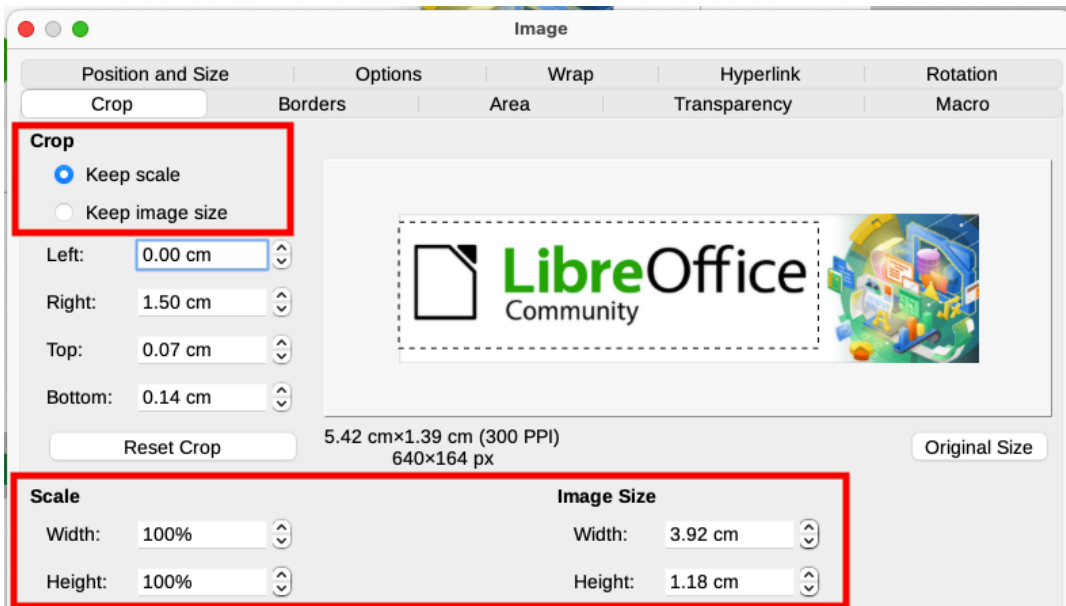 Image
Position and Size Options Wrap Hyperlink Rotation
Crop Borders Area Transparency Macro
Crop
Keep scale
Keep image size
Left: 0.00 cm
Right: 1.50 cm
Top: 0.07 cm
Bottom: 0.14 cm
Reset Crop
LibreOffice
Community
5.42 cm×1.39 cm (300 PPI)
640×164 px
Original Size
Scale
Width: 100%
Height: 100%
Image Size
Width: 3.92 cm
Height: 1.18 cm